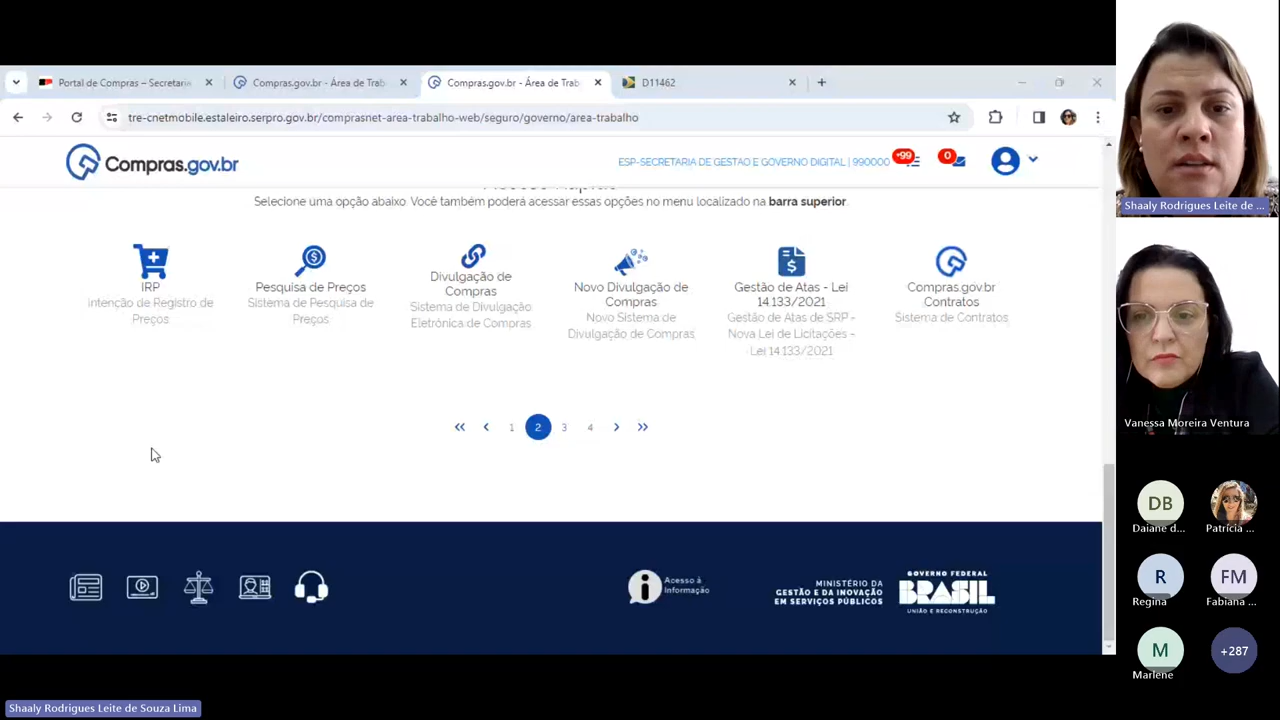 Portal de Compras – Secretari
Compras.gov.br - Área de Trab
Compras.gov.br - Área de Trab
D11462
tre-cnetmobile.estaleiro.serpro.gov.br/comprasnet-area-trabalho-web/seguro/governo/area-trabalho
Compras.gov.br
ESP-SECRETARIA DE GESTAO E GOVERNO DIGITAL | 990000
+99
0
Selecione uma opção abaixo. Você também poderá acessar essas opções no menu localizado na barra superior.
IRP
Intenção de Registro de
Preços
Pesquisa de Preços
Sistema de Pesquisa de
Preços
Divulgação de
Compras
Sistema de Divulgação
Eletrônica de Compras
Novo Divulgação de
Compras
Novo Sistema de
Divulgação de Compras
Gestão de Atas - Lei
14.133/2021
Gestão de Atas de SRP -
Nova Lei de Licitações -
Lei 14.133/2021
Compras.gov.br
Contratos
Sistema de Contratos
1 2 3 4
Acesso à
Informação
MINISTÉRIO DA
GESTÃO E DA INOVAÇÃO
EM SERVIÇOS PÚBLICOS
GOVERNO FEDERAL
BRASIL
UNIÃO E RECONSTRUÇÃO
Shaaly Rodrigues Leite de ...
Vanessa Moreira Ventura
DB
Daiane d...
Patrícia ...
R
Regina
FM
Fabiana ...
M
Marlene
+287
Shaaly Rodrigues Leite de Souza Lima